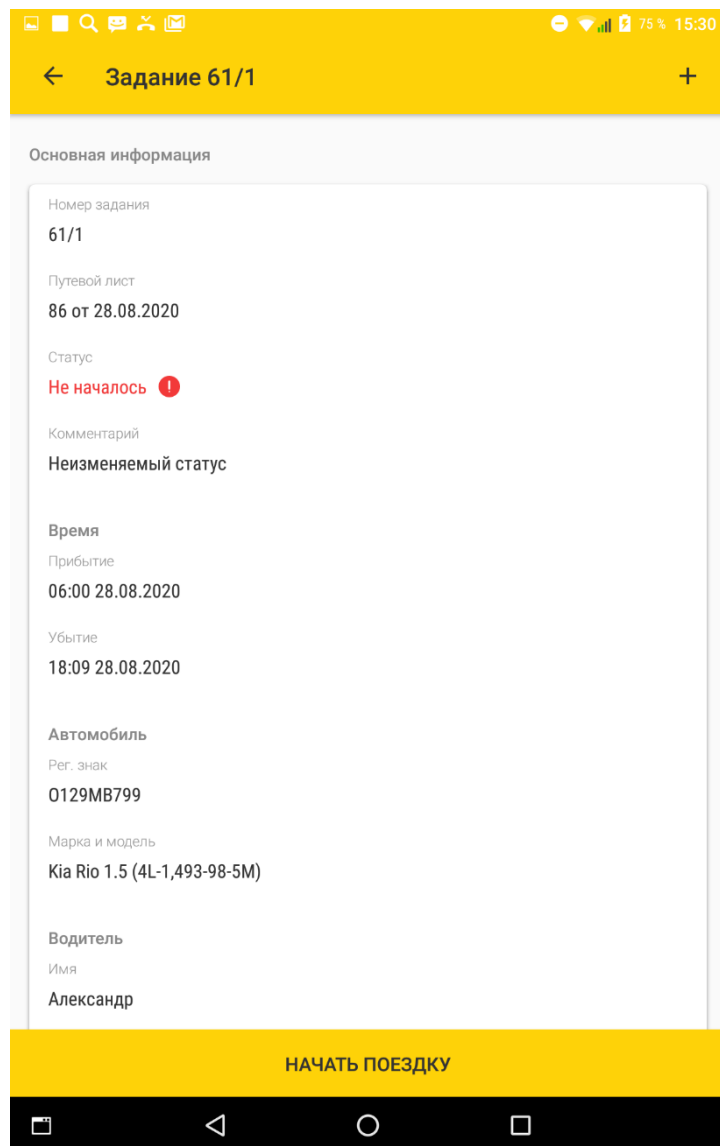 75 % 15:30
Задание 61/1
Основная информация
Номер задания
61/1
Путевой лист
86 от 28.08.2020
Статус
Не началось
Комментарий
Неизменяемый статус
Время
Прибытие
06:00 28.08.2020
Убытие
18:09 28.08.2020
Автомобиль
Рег. знак
О129МВ799
Марка и модель
Kia Rio 1.5 (4L-1,493-98-5M)
Водитель
Имя
Александр
НАЧАТЬ ПОЕЗДКУ